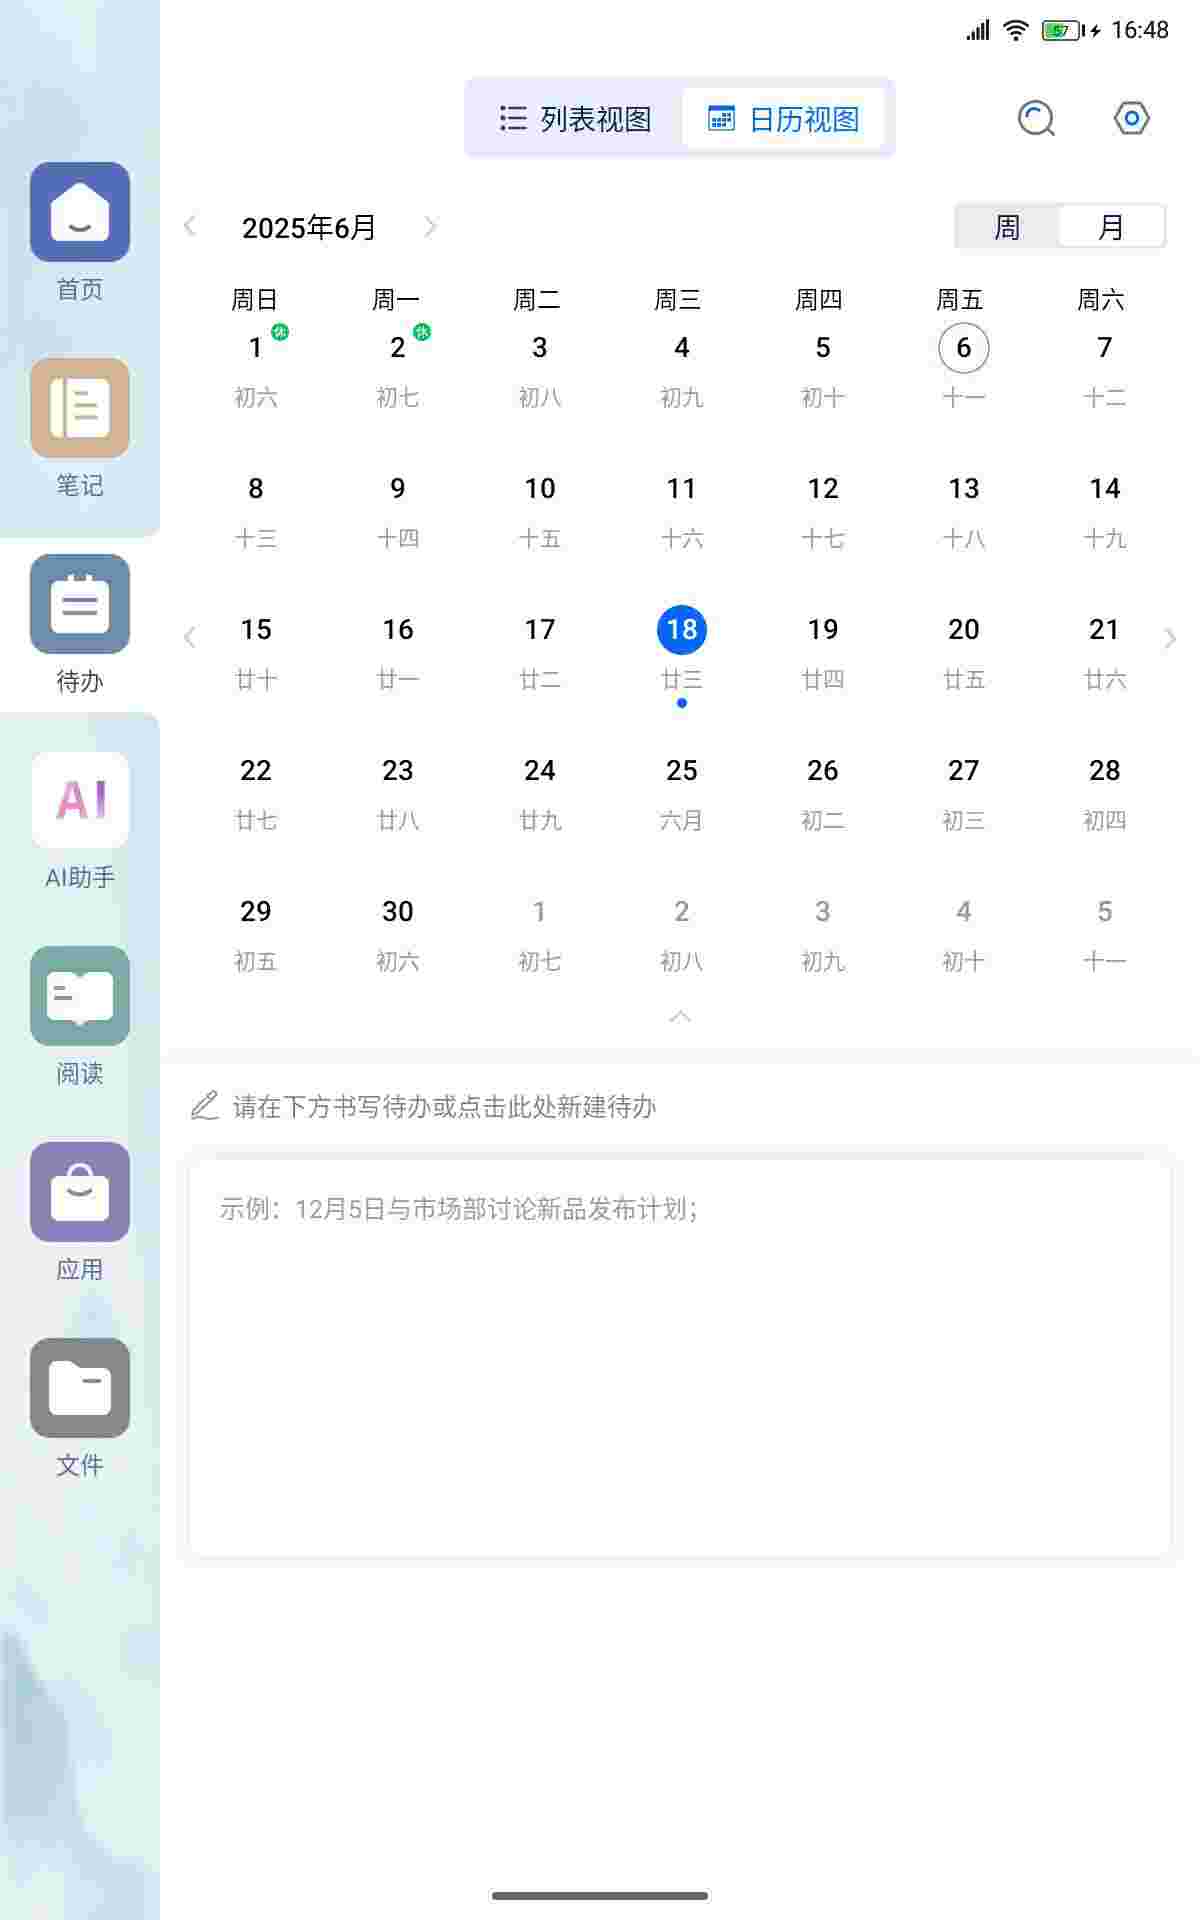 57 16:48
列表视图 日历视图
2025年6月 周 月
周日 周一 周二 周三 周四 周五 周六
1 休 2 休 3 4 5 6 7
初六 初七 初八 初九 初十 十一 十二
8 9 10 11 12 13 14
十三 十四 十五 十六 十七 十八 十九
15 16 17 18 19 20 21
廿十 廿一 廿二 廿三 廿四 廿五 廿六
22 23 24 25 26 27 28
廿七 廿八 廿九 六月 初二 初三 初四
29 30 1 2 3 4 5
初五 初六 初七 初八 初九 初十 十一
请在下方书写待办或点击此处新建待办
示例：12月5日与市场部讨论新品发布计划；
首页
笔记
待办
AI
AI助手
阅读
应用
文件